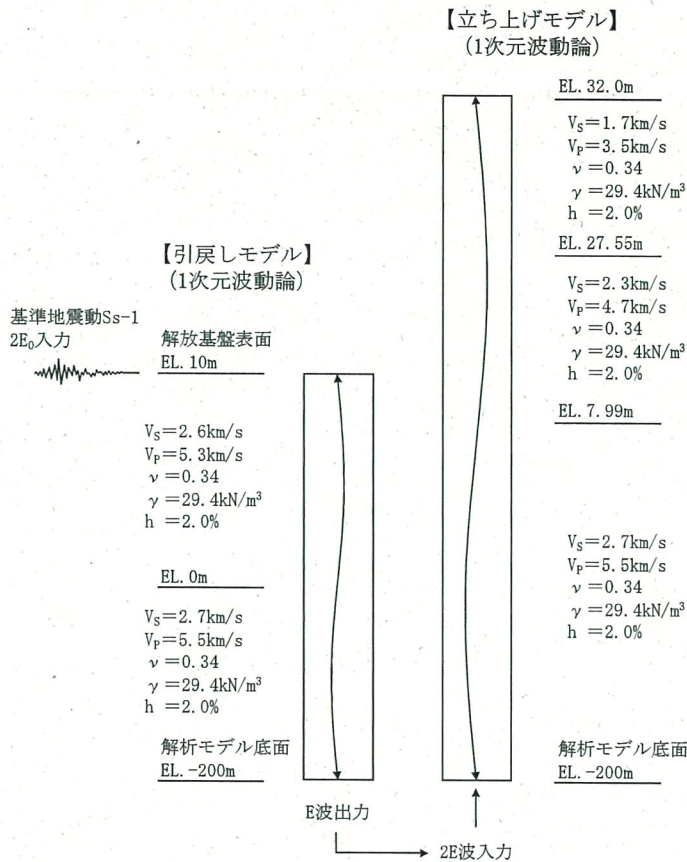 【立ち上げモデル】
(1次元波動論)
EL. 32.0m
V_S=1.7km/s
V_P=3.5km/s
ν=0.34
γ=29.4kN/m³
h =2.0%
EL. 27.55m
V_S=2.3km/s
V_P=4.7km/s
ν=0.34
γ=29.4kN/m³
h =2.0%
EL. 7.99m
V_S=2.7km/s
V_P=5.5km/s
ν=0.34
γ=29.4kN/m³
h =2.0%
解析モデル底面
EL. -200m
【引戻しモデル】
(1次元波動論)
基準地震動Ss-1
2E₀入力
解放基盤表面
EL. 10m
V_S=2.6km/s
V_P=5.3km/s
ν=0.34
γ=29.4kN/m³
h =2.0%
EL. 0m
V_S=2.7km/s
V_P=5.5km/s
ν=0.34
γ=29.4kN/m³
h =2.0%
解析モデル底面
EL. -200m
E波出力
2E波入力